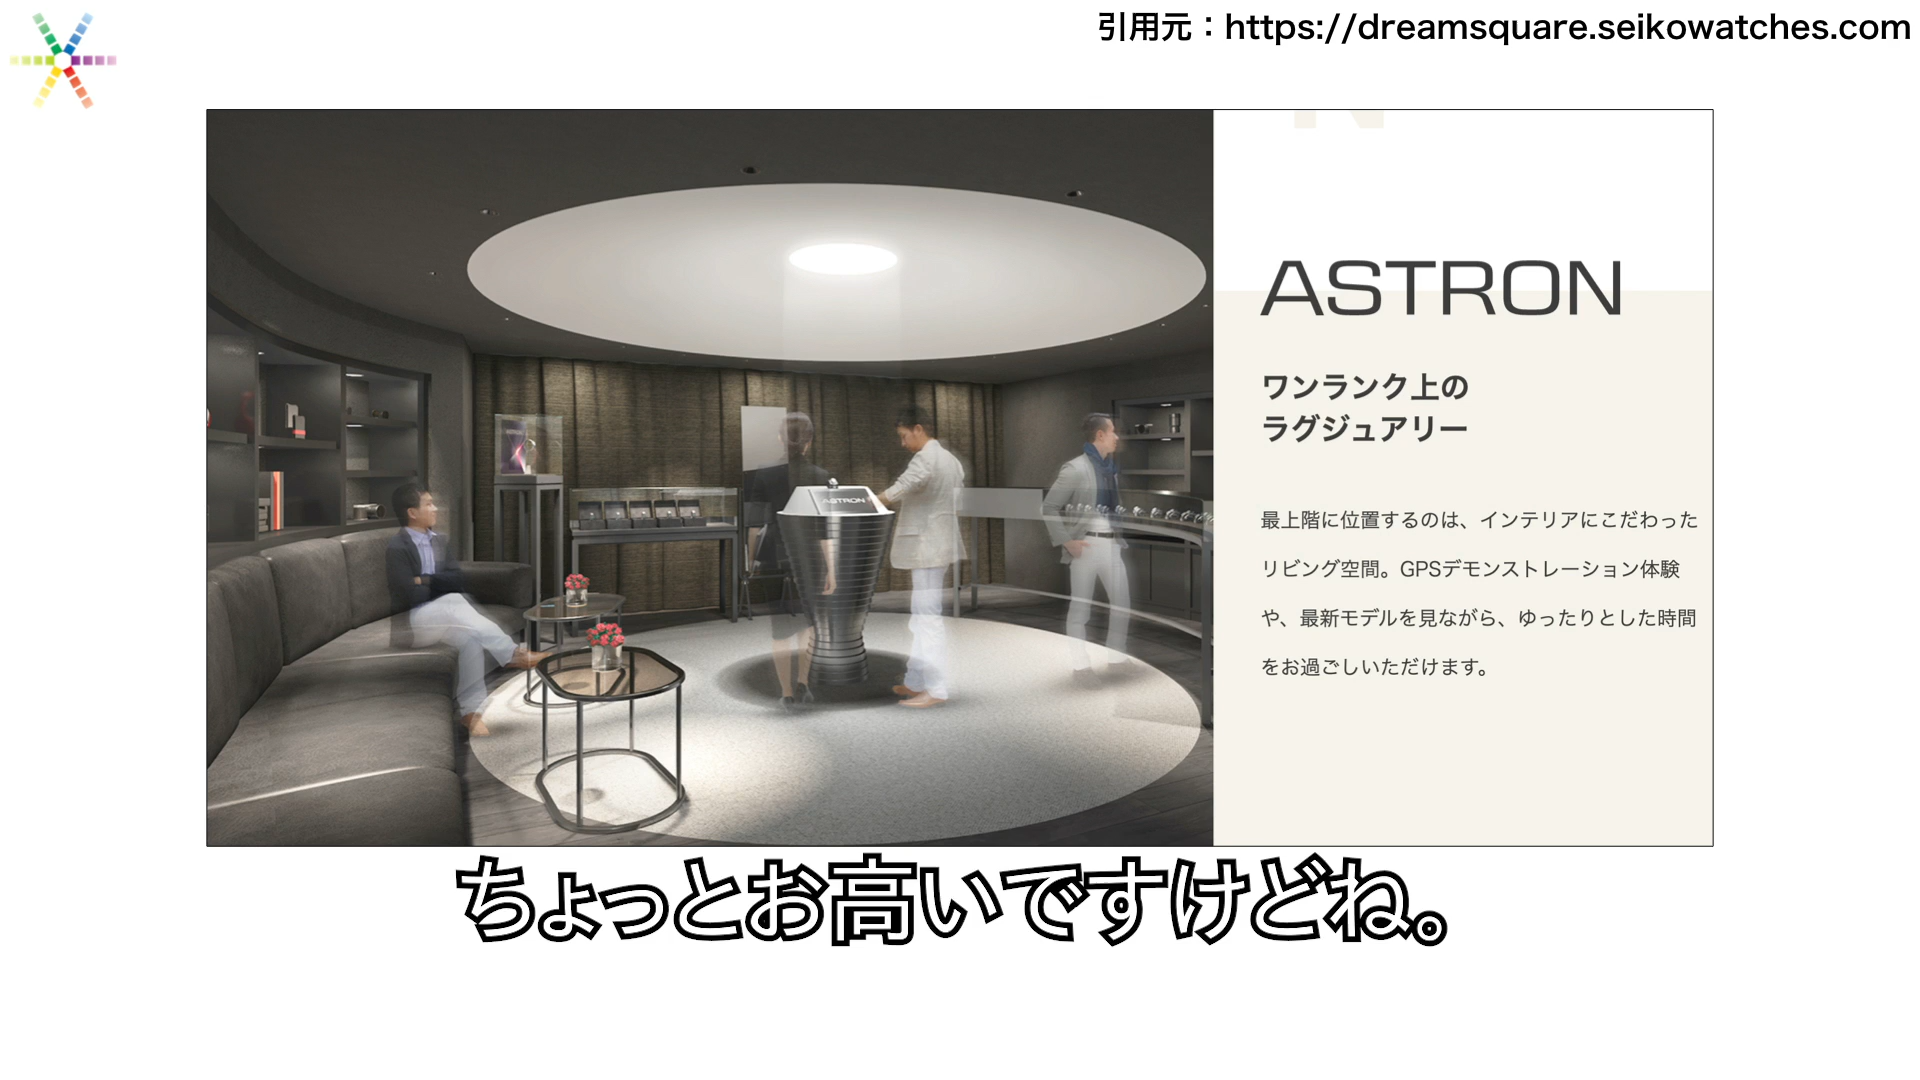 引用元：https://dreamsquare.seikowatches.com
ASTRON
ワンランク上の
ラグジュアリー
最上階に位置するのは、インテリアにこだわった
リビング空間。GPSデモンストレーション体験
や、最新モデルを見ながら、ゆったりとした時間
をお過ごしいただけます。
ASTRON
ちょっとお高いですけどね。